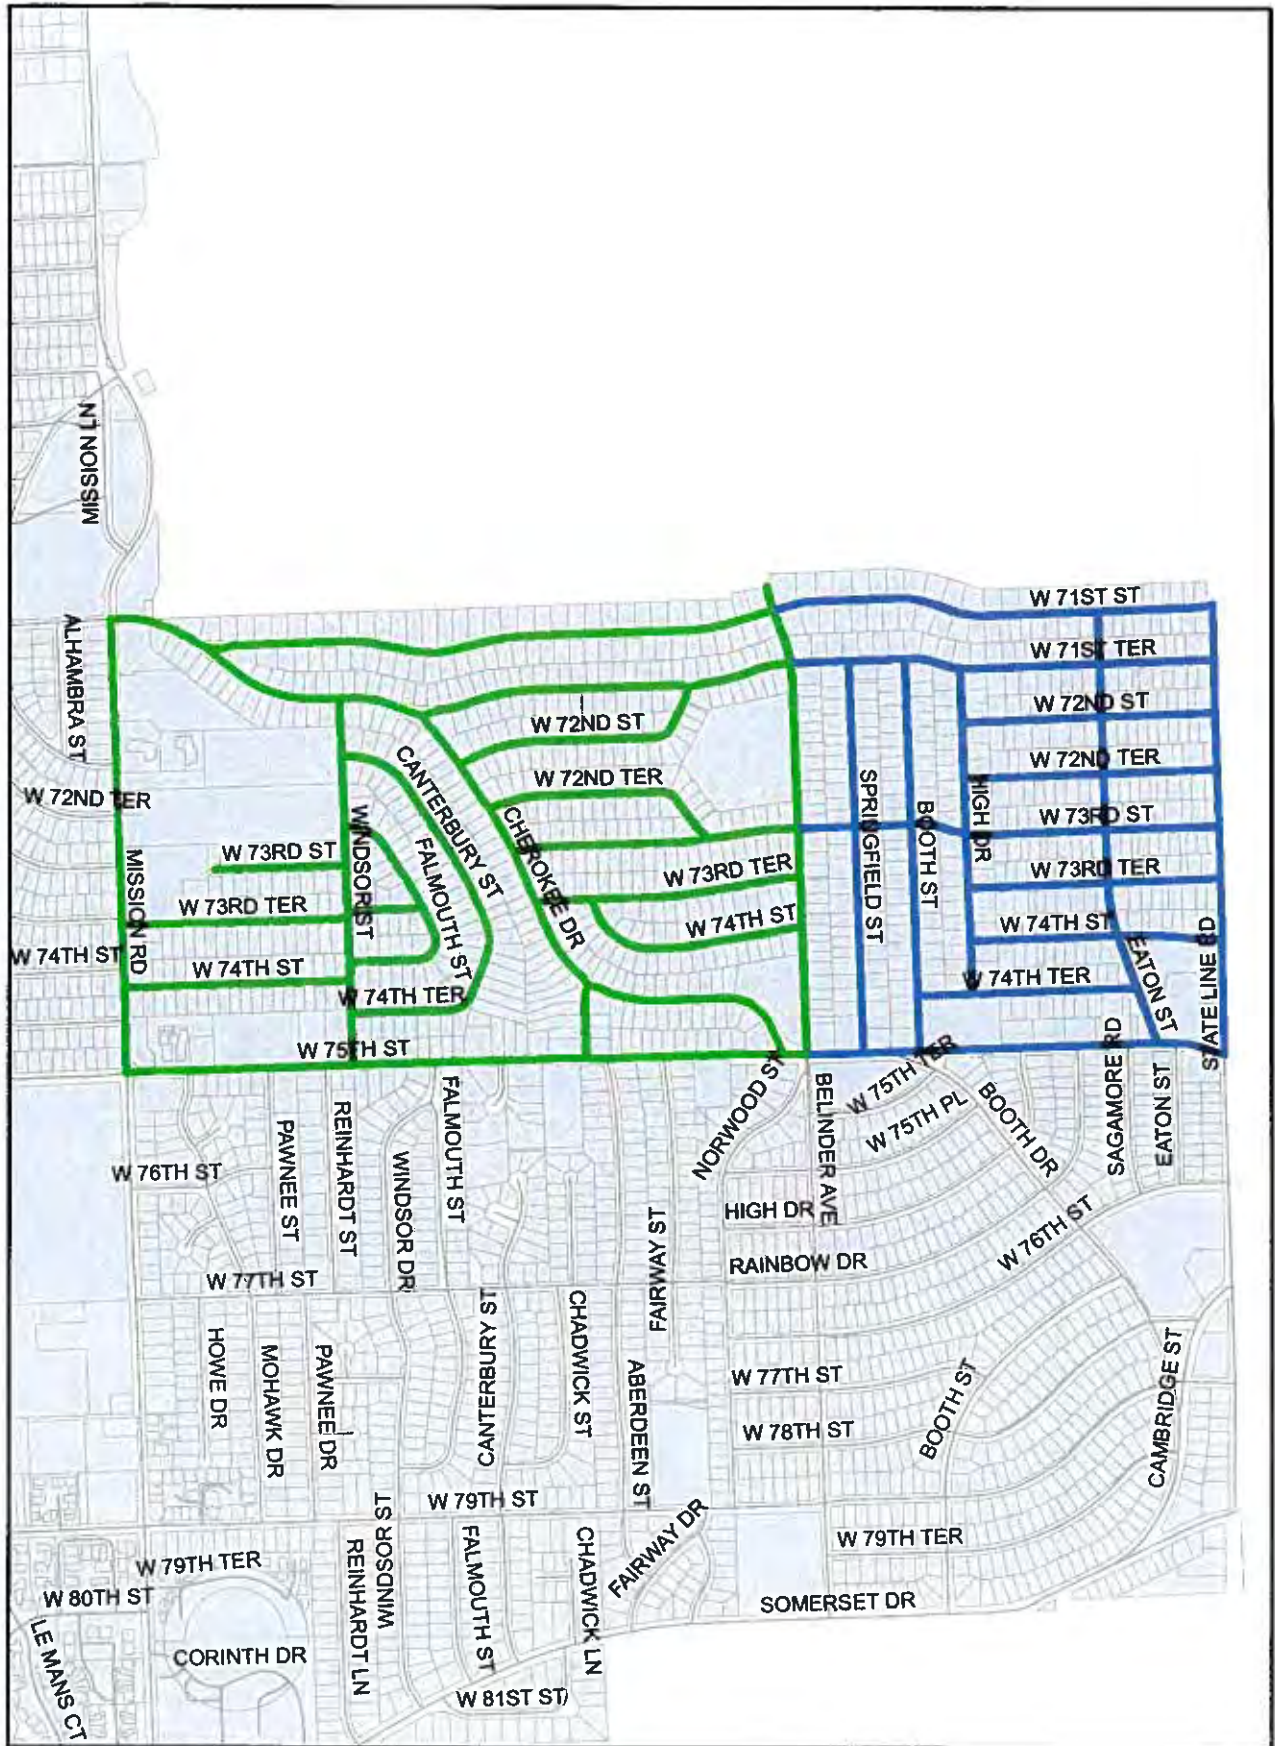 MISSION LN
W 71ST ST
ALHAMBRA ST
W 71ST TER
W 72ND ST
W 72ND ST
W 72ND TER
W 72ND TER
W 72ND TER
CANTERBURY ST
SPRINGFIELD ST
BOOTH ST
HIGH DR
WINDSOR ST
CHEROKEE DR
W 73RD ST
FALMOUTH ST
W 73RD ST
MISSION RD
W 73RD TER
W 73RD TER
W 73RD TER
W 74TH ST
W 74TH ST
W 74TH ST
W 74TH ST
EATON ST
STATE LINE RD
W 74TH TER
W 74TH TER
W 75TH ST
NORWOOD ST
BELINDER AVE
W 75TH TER
W 75TH PL
BOOTH DR
SAGAMORE RD
EATON ST
FALMOUTH ST
REINHARDT ST
PAWNEE ST
WINDSOR DR
W 76TH ST
HIGH DR
FAIRWAY ST
W 76TH ST
RAINBOW DR
W 77TH ST
HOWE DR
MOHAWK DR
PAWNEE DR
CANTERBURY ST
CHADWICK ST
ABERDEEN ST
W 77TH ST
W 78TH ST
BOOTH ST
CAMBRIDGE ST
W 79TH ST
WINDSOR ST
REINHARDT LN
FALMOUTH ST
CHADWICK LN
FAIRWAY DR
W 79TH TER
W 79TH TER
W 80TH ST
SOMERSET DR
LE MANS CT
CORINTH DR
W 81ST ST